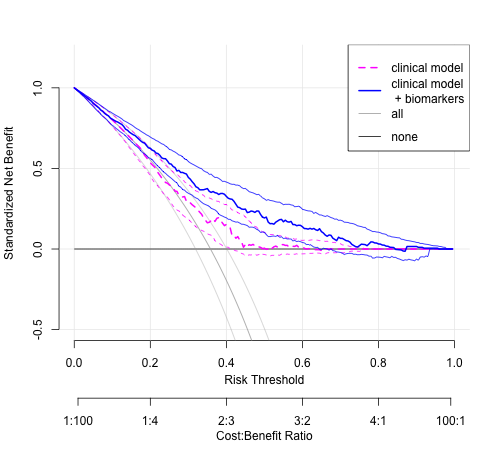 clinical model
clinical model
+ biomarkers
all
none
Standardized Net Benefit
1.0
0.5
0.0
-0.5
0.0 0.2 0.4 0.6 0.8 1.0
Risk Threshold
1:100 1:4 2:3 3:2 4:1 100:1
Cost:Benefit Ratio